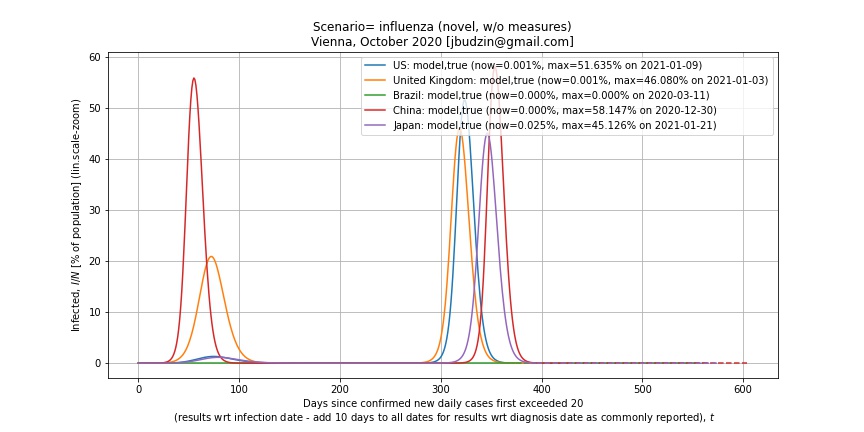 Scenario= influenza (novel, w/o measures)
Vienna, October 2020 [jbudzin@gmail.com]
US: model,true (now=0.001%, max=51.635% on 2021-01-09)
United Kingdom: model,true (now=0.001%, max=46.080% on 2021-01-03)
Brazil: model,true (now=0.000%, max=0.000% on 2020-03-11)
China: model,true (now=0.000%, max=58.147% on 2020-12-30)
Japan: model,true (now=0.025%, max=45.126% on 2021-01-21)
Infected, I/N [% of population] (lin.scale-zoom)
60
50
40
30
20
10
0
0 100 200 300 400 500 600
Days since confirmed new daily cases first exceeded 20
(results wrt infection date - add 10 days to all dates for results wrt diagnosis date as commonly reported), t